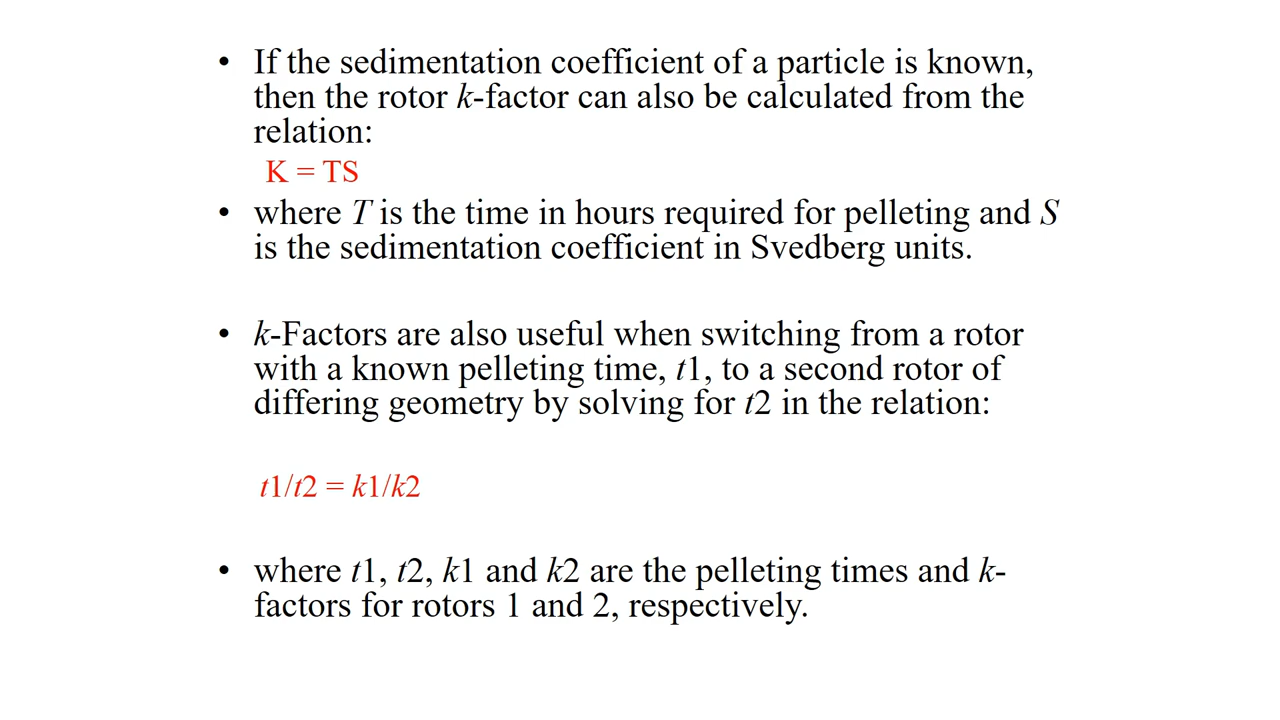 • If the sedimentation coefficient of a particle is known,
then the rotor k-factor can also be calculated from the
relation:
K = TS
• where T is the time in hours required for pelleting and S
is the sedimentation coefficient in Svedberg units.
• k-Factors are also useful when switching from a rotor
with a known pelleting time, t1, to a second rotor of
differing geometry by solving for t2 in the relation:
t1/t2 = k1/k2
• where t1, t2, k1 and k2 are the pelleting times and k-
factors for rotors 1 and 2, respectively.